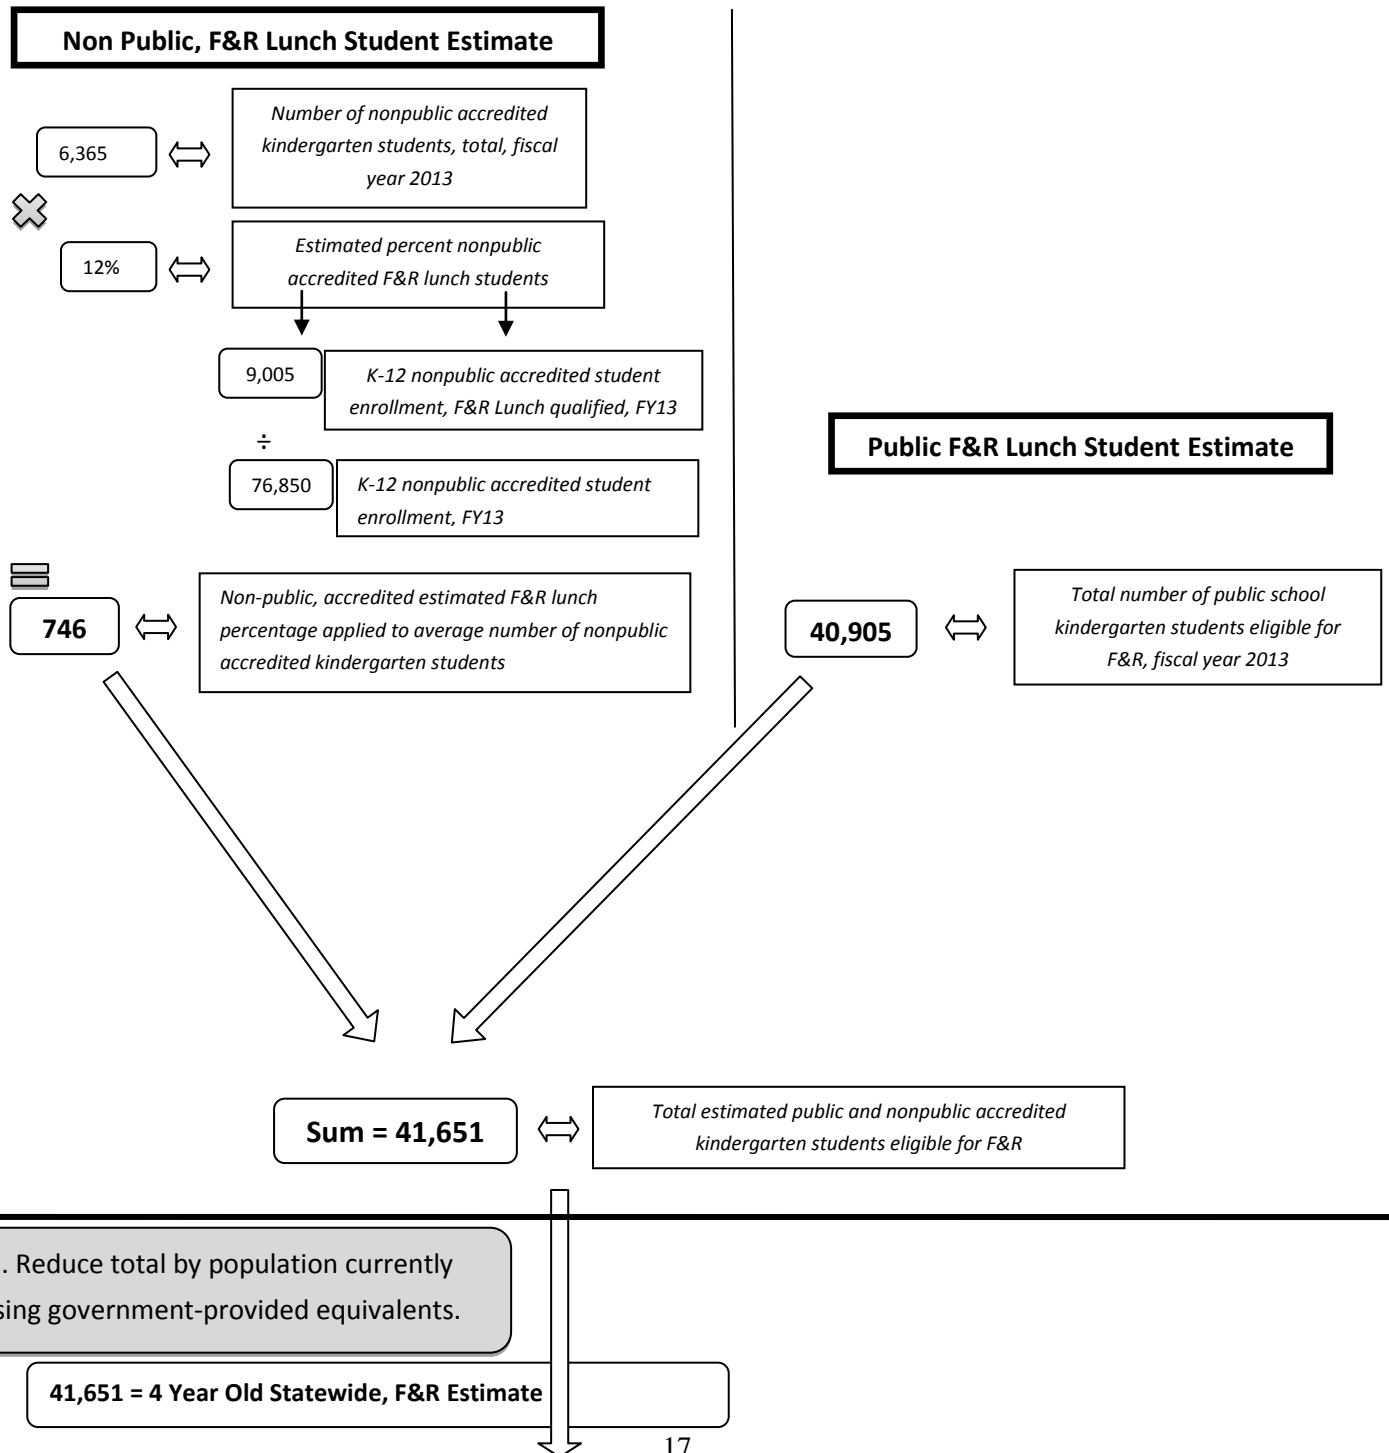 Non Public, F&R Lunch Student Estimate
6,365
Number of nonpublic accredited
kindergarten students, total, fiscal
year 2013
12%
Estimated percent nonpublic
accredited F&R lunch students
9,005
K-12 nonpublic accredited student
enrollment, F&R Lunch qualified, FY13
÷
76,850
K-12 nonpublic accredited student
enrollment, FY13
746
Non-public, accredited estimated F&R lunch
percentage applied to average number of nonpublic
accredited kindergarten students
Public F&R Lunch Student Estimate
40,905
Total number of public school
kindergarten students eligible for
F&R, fiscal year 2013
Sum = 41,651
Total estimated public and nonpublic accredited
kindergarten students eligible for F&R
. Reduce total by population currently
sing government-provided equivalents.
41,651 = 4 Year Old Statewide, F&R Estimate
17